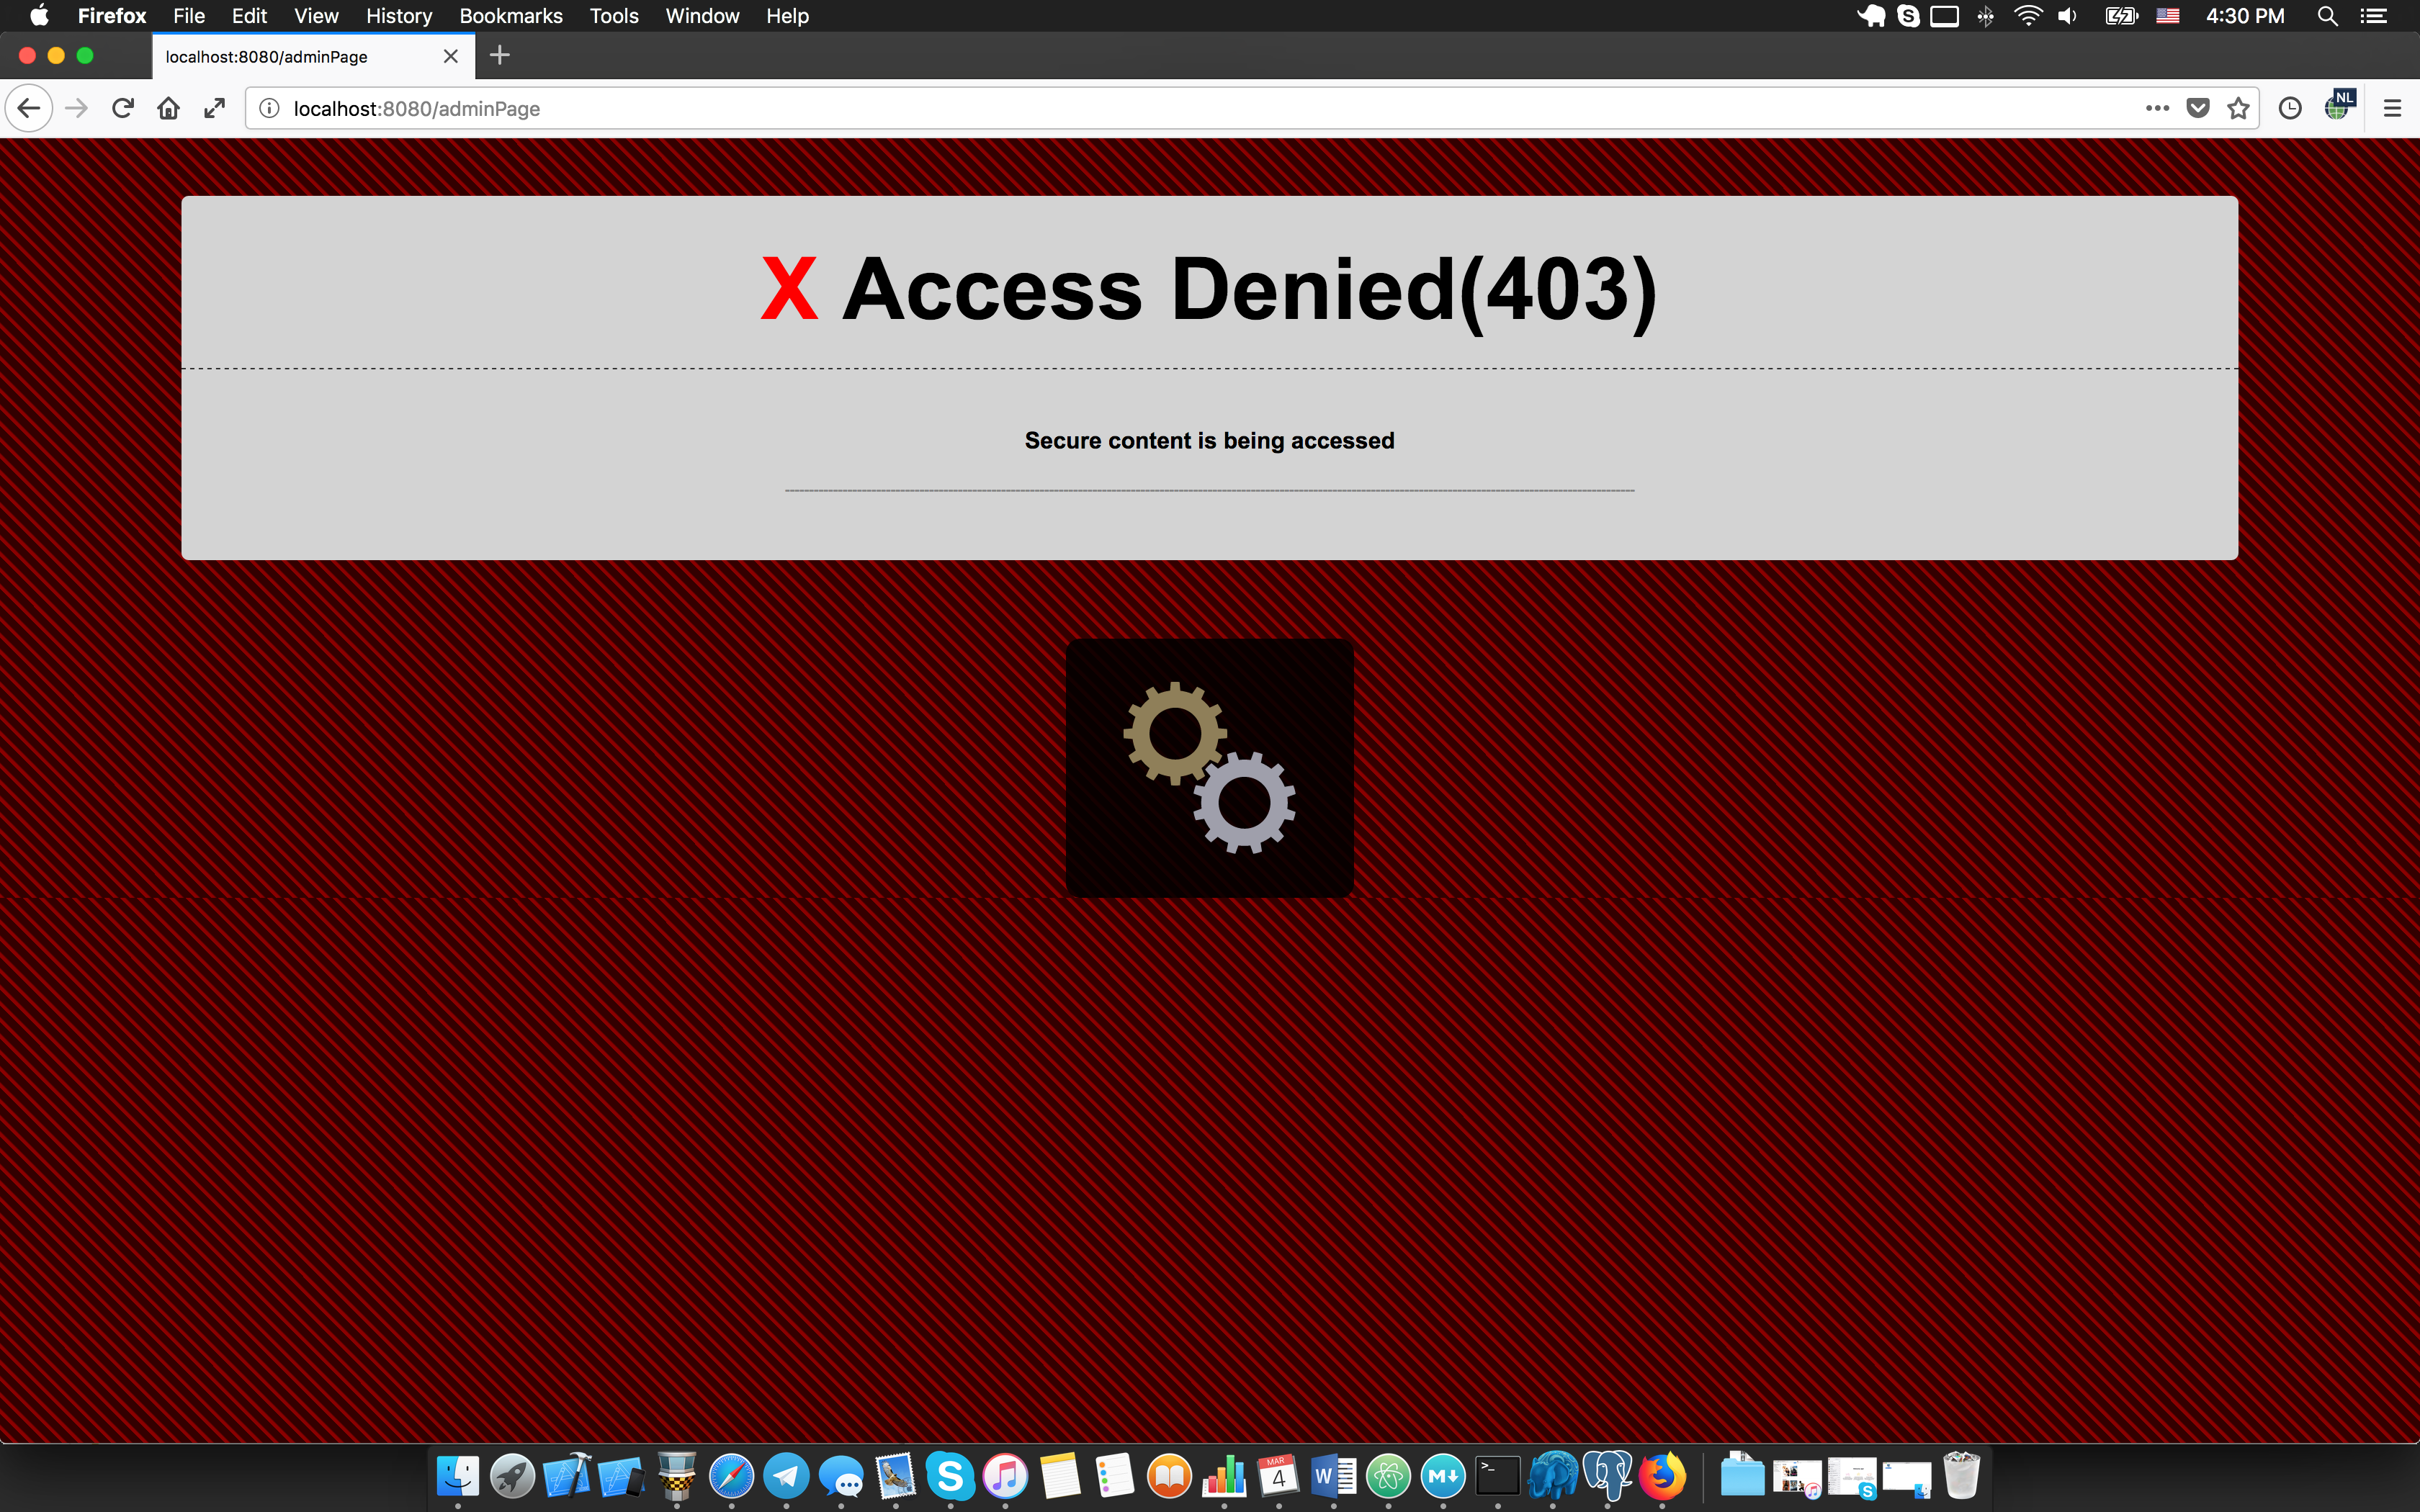 Firefox File Edit View History Bookmarks Tools Window Help 4:30 PM
localhost:8080/adminPage
localhost:8080/adminPage
NL
X Access Denied(403)
Secure content is being accessed
MAR
4
W
M
S
>_